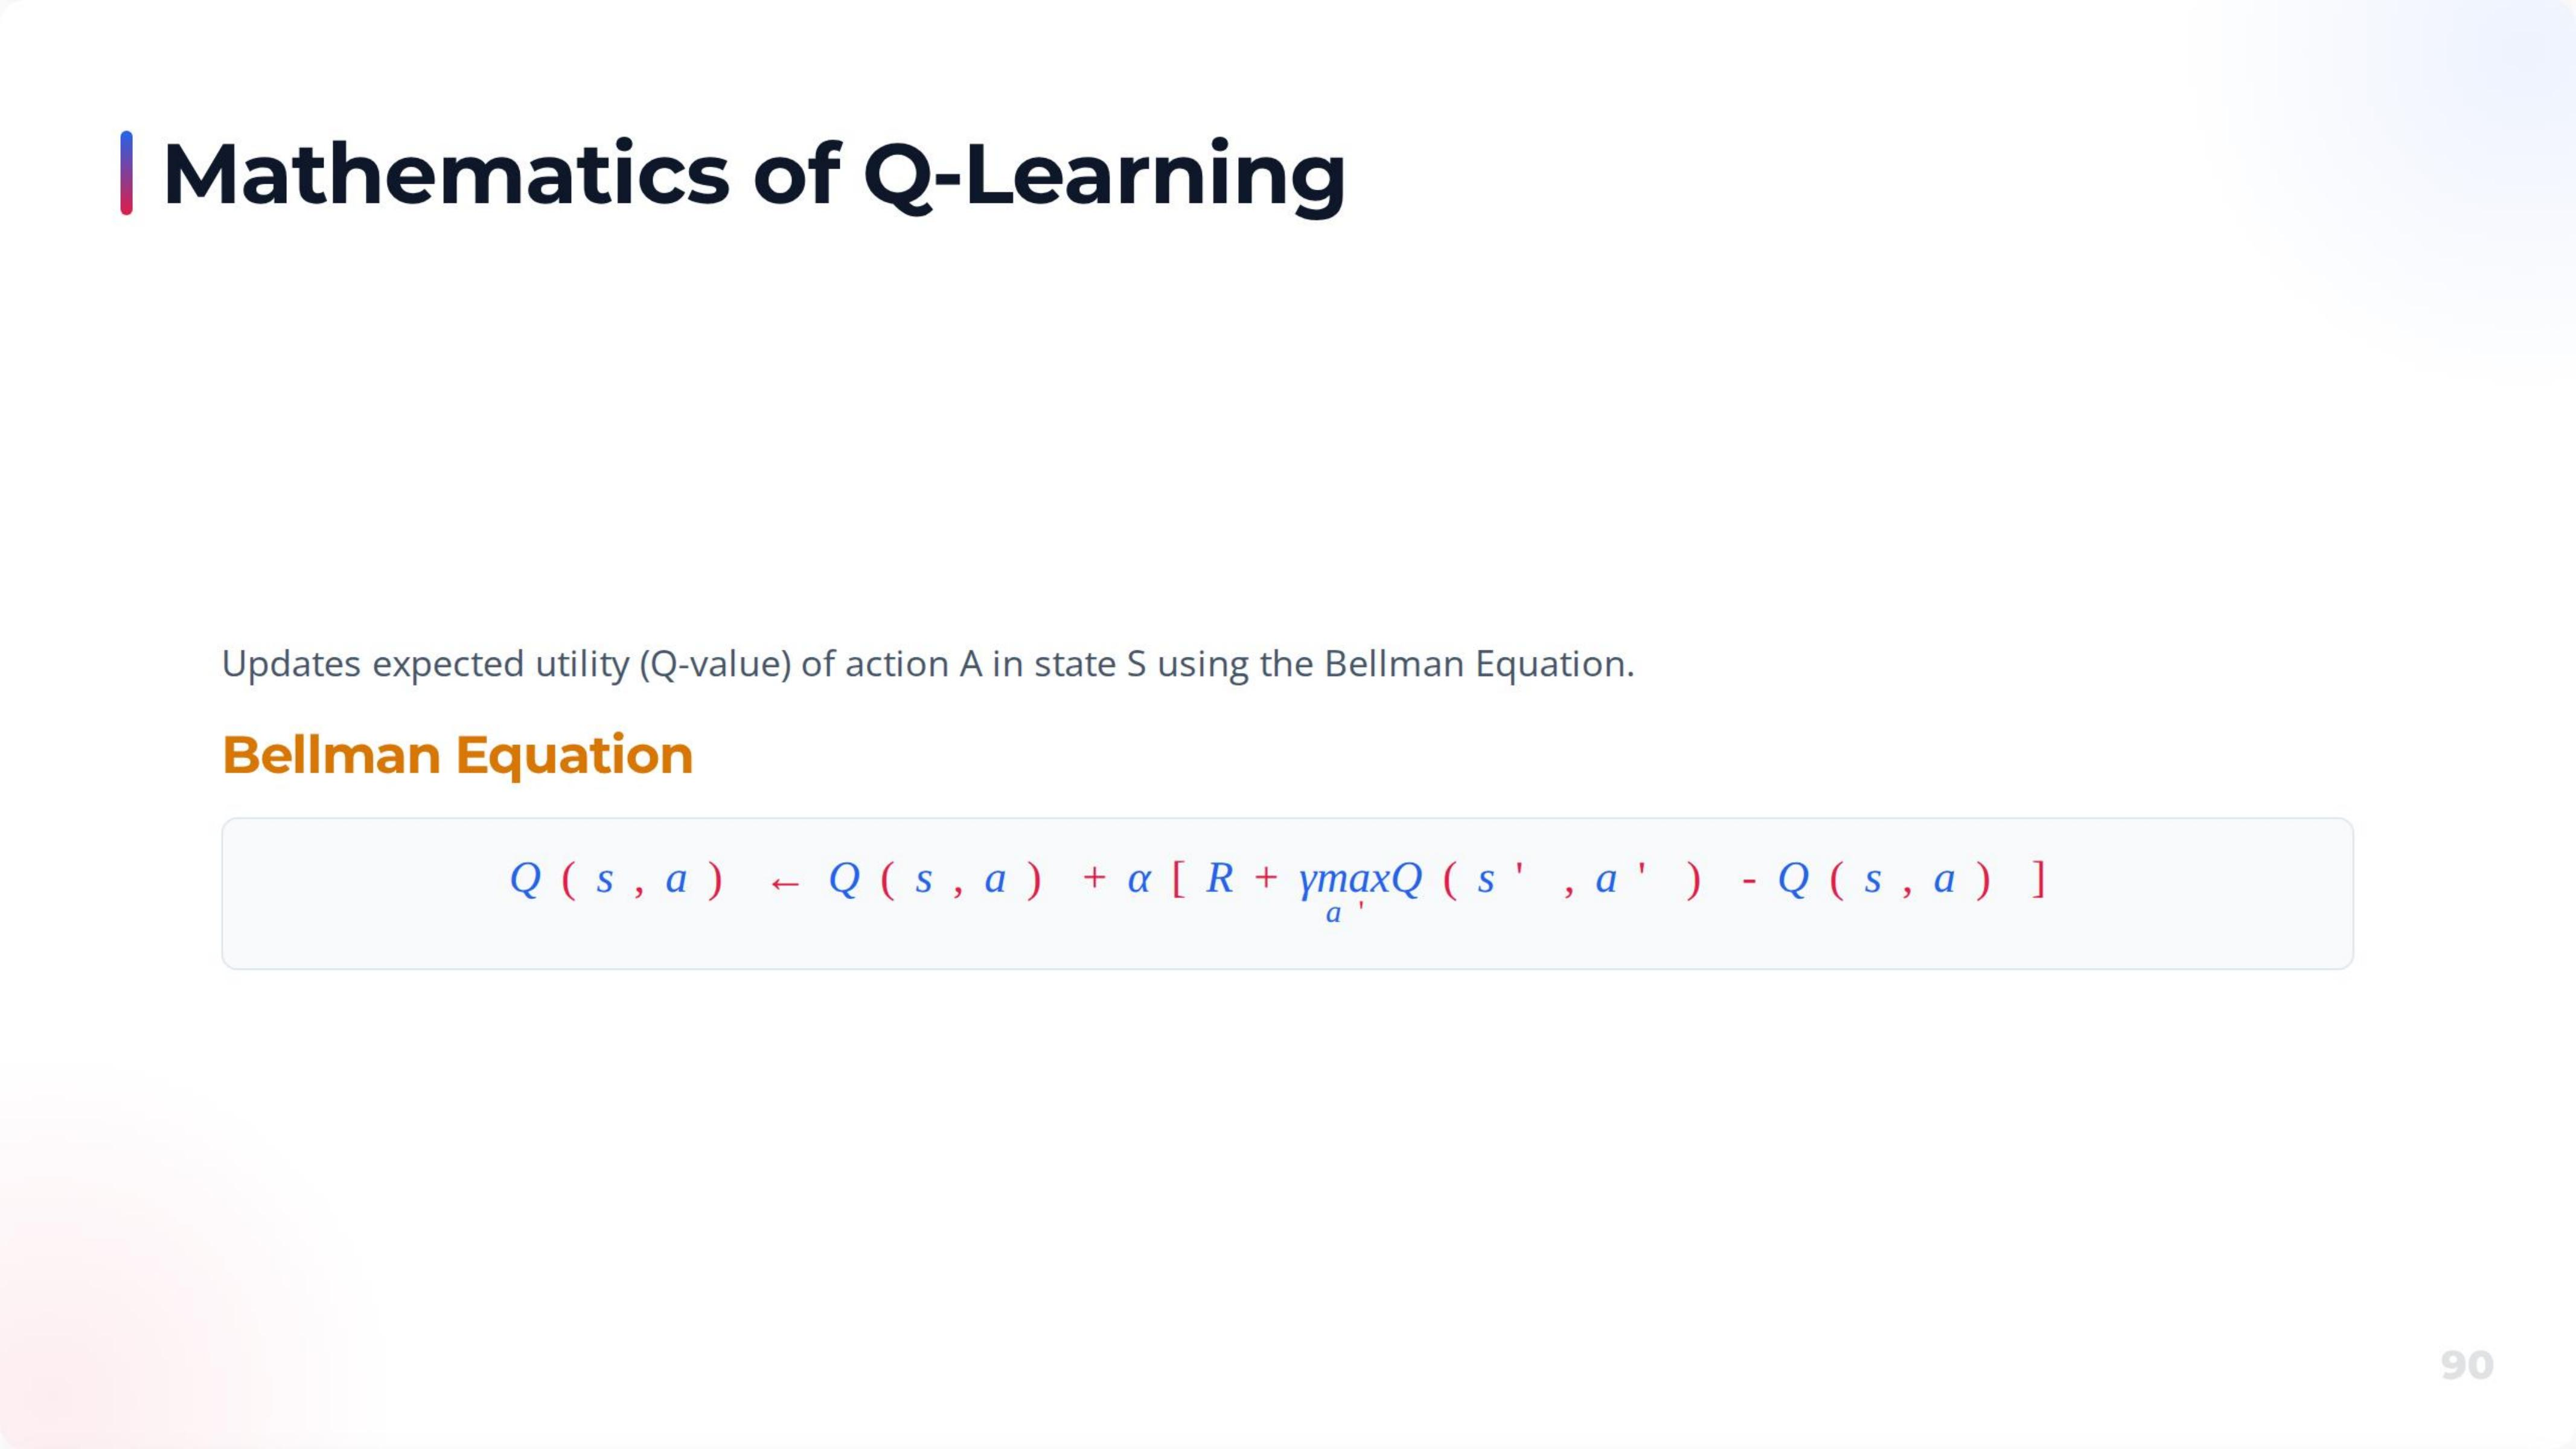 Mathematics of Q-Learning
Updates expected utility (Q-value) of action A in state S using the Bellman Equation.
Bellman Equation
Q ( s , a ) ← Q ( s , a ) + α [ R + γmaxQ ( s ' , a ' ) - Q ( s , a ) ]
a '
90